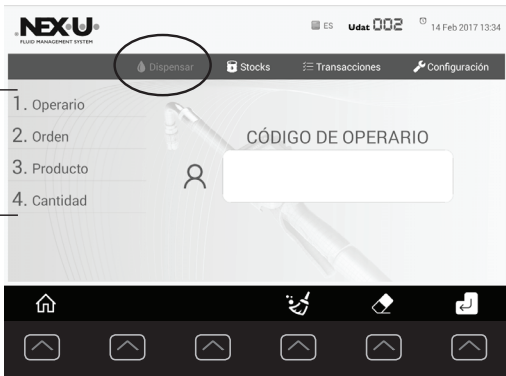 NEX·U·
FLUID MANAGEMENT SYSTEM
ES Udat 002 14 Feb 2017 13:34
Dispensar Stocks Transacciones Configuración
1. Operario
2. Orden
3. Producto
4. Cantidad
CÓDIGO DE OPERARIO